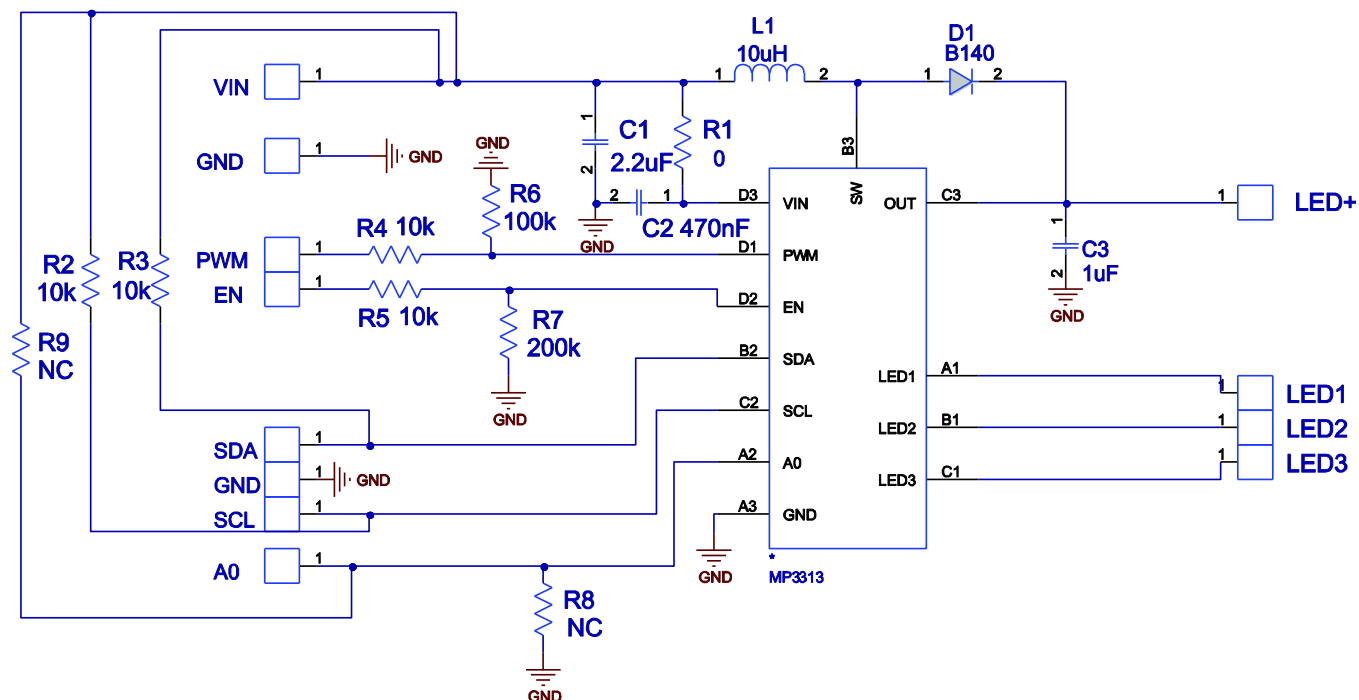 L1
10uH
D1
B140
VIN
1
1
2
1
2
GND
1
GND
GND
1
C1
2.2uF
2
R1
0
B3
SW
R6
100k
2
1
D3
VIN
OUT
C3
1
LED+
GND
C2 470nF
R4 10k
PWM
1
D1
PWM
1
C3
1uF
2
GND
R2
10k
R3
10k
EN
1
R5 10k
D2
EN
R7
200k
GND
R9
NC
B2
SDA
LED1
A1
1
LED1
C2
SCL
LED2
B1
1
LED2
SDA
1
A2
A0
LED3
C1
1
LED3
GND
1
GND
SCL
1
A3
GND
GND
*
MP3313
A0
1
R8
NC
GND